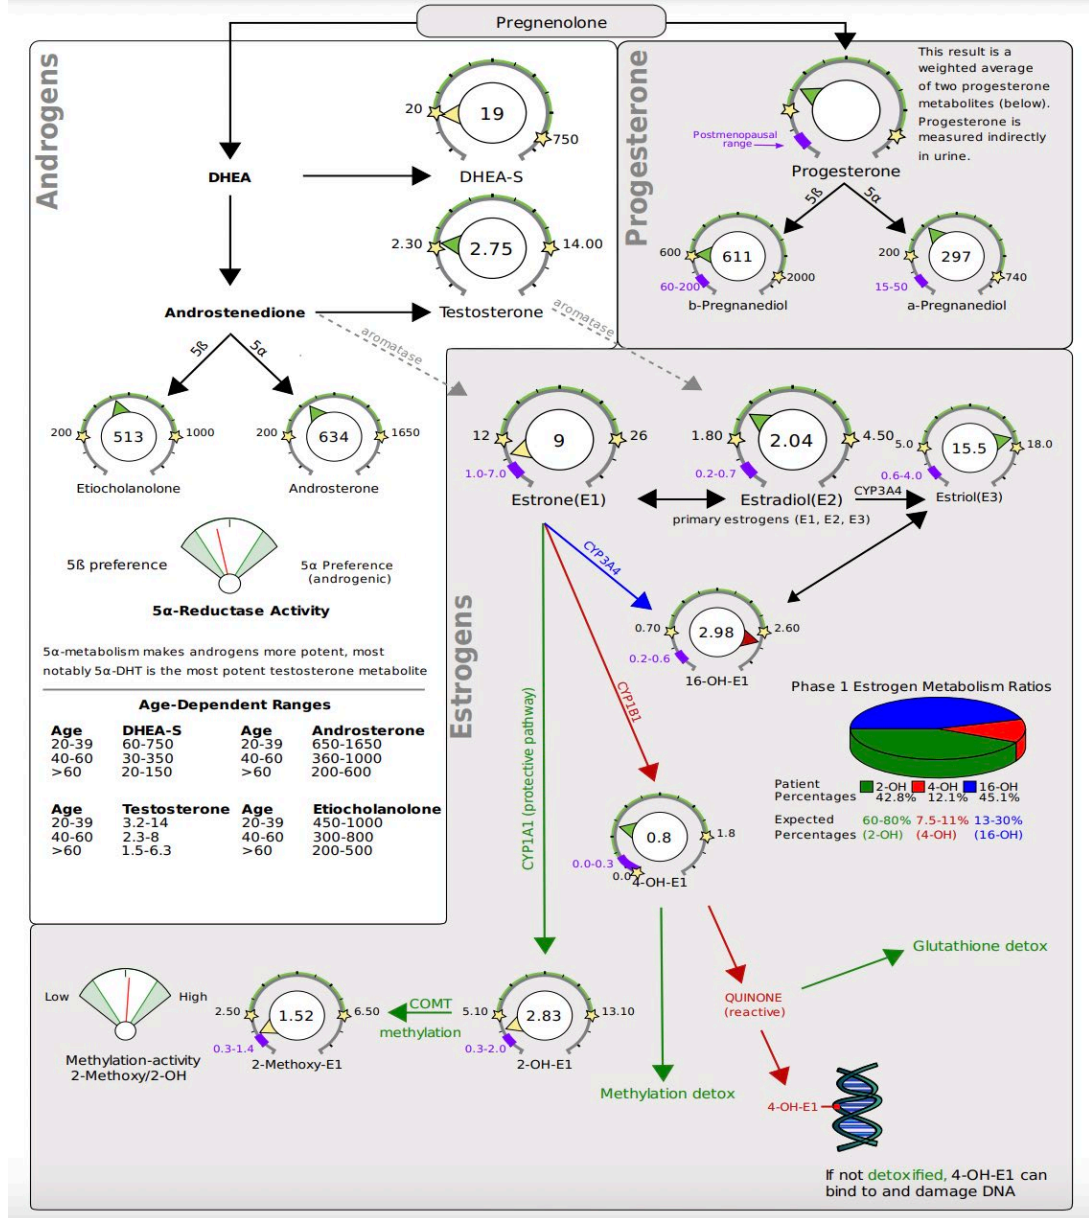 Pregnenolone
Androgens
DHEA
20
19
750
DHEA-S
2.30
2.75
14.00
Testosterone
Androstenedione
aromatase
aromatase
5ß
5α
200
513
1000
Etiocholanolone
200
634
1650
Androsterone
5ß preference
5α Preference
(androgenic)
5α-Reductase Activity
5α-metabolism makes androgens more potent, most
notably 5α-DHT is the most potent testosterone metabolite
Age-Dependent Ranges
Age DHEA-S Age Androsterone
20-39 60-750 20-39 650-1650
40-60 30-350 40-60 360-1000
>60 20-150 >60 200-600
Age Testosterone Age Etiocholanolone
20-39 3.2-14 20-39 450-1000
40-60 2.3-8 40-60 300-800
>60 1.5-6.3 >60 200-500
Progesterone
This result is a
weighted average
of two progesterone
metabolites (below).
Progesterone is
measured indirectly
in urine.
Postmenopausal
range
Progesterone
5ß
5α
600
611
2000
60-200
b-Pregnanediol
200
297
740
15-50
a-Pregnanediol
Estrogens
12
9
26
1.0-7.0
Estrone(E1)
1.80
2.04
4.50
0.2-0.7
Estradiol(E2)
5.0
15.5
18.0
0.6-4.0
Estriol(E3)
CYP3A4
primary estrogens (E1, E2, E3)
CYP3A4
0.70
2.98
2.60
0.2-0.6
16-OH-E1
CYP1B1
CYP1A1 (protective pathway)
Phase 1 Estrogen Metabolism Ratios
Patient
Percentages
2-OH 4-OH 16-OH
42.8% 12.1% 45.1%
Expected
Percentages
60-80% 7.5-11% 13-30%
(2-OH) (4-OH) (16-OH)
0.8
1.8
0.0-0.3
0.0
4-OH-E1
Low
High
Methylation-activity
2-Methoxy/2-OH
2.50
1.52
6.50
0.3-1.4
2-Methoxy-E1
COMT
methylation
5.10
2.83
13.10
0.3-2.0
2-OH-E1
Methylation detox
QUINONE
(reactive)
Glutathione detox
4-OH-E1
If not detoxified, 4-OH-E1 can
bind to and damage DNA